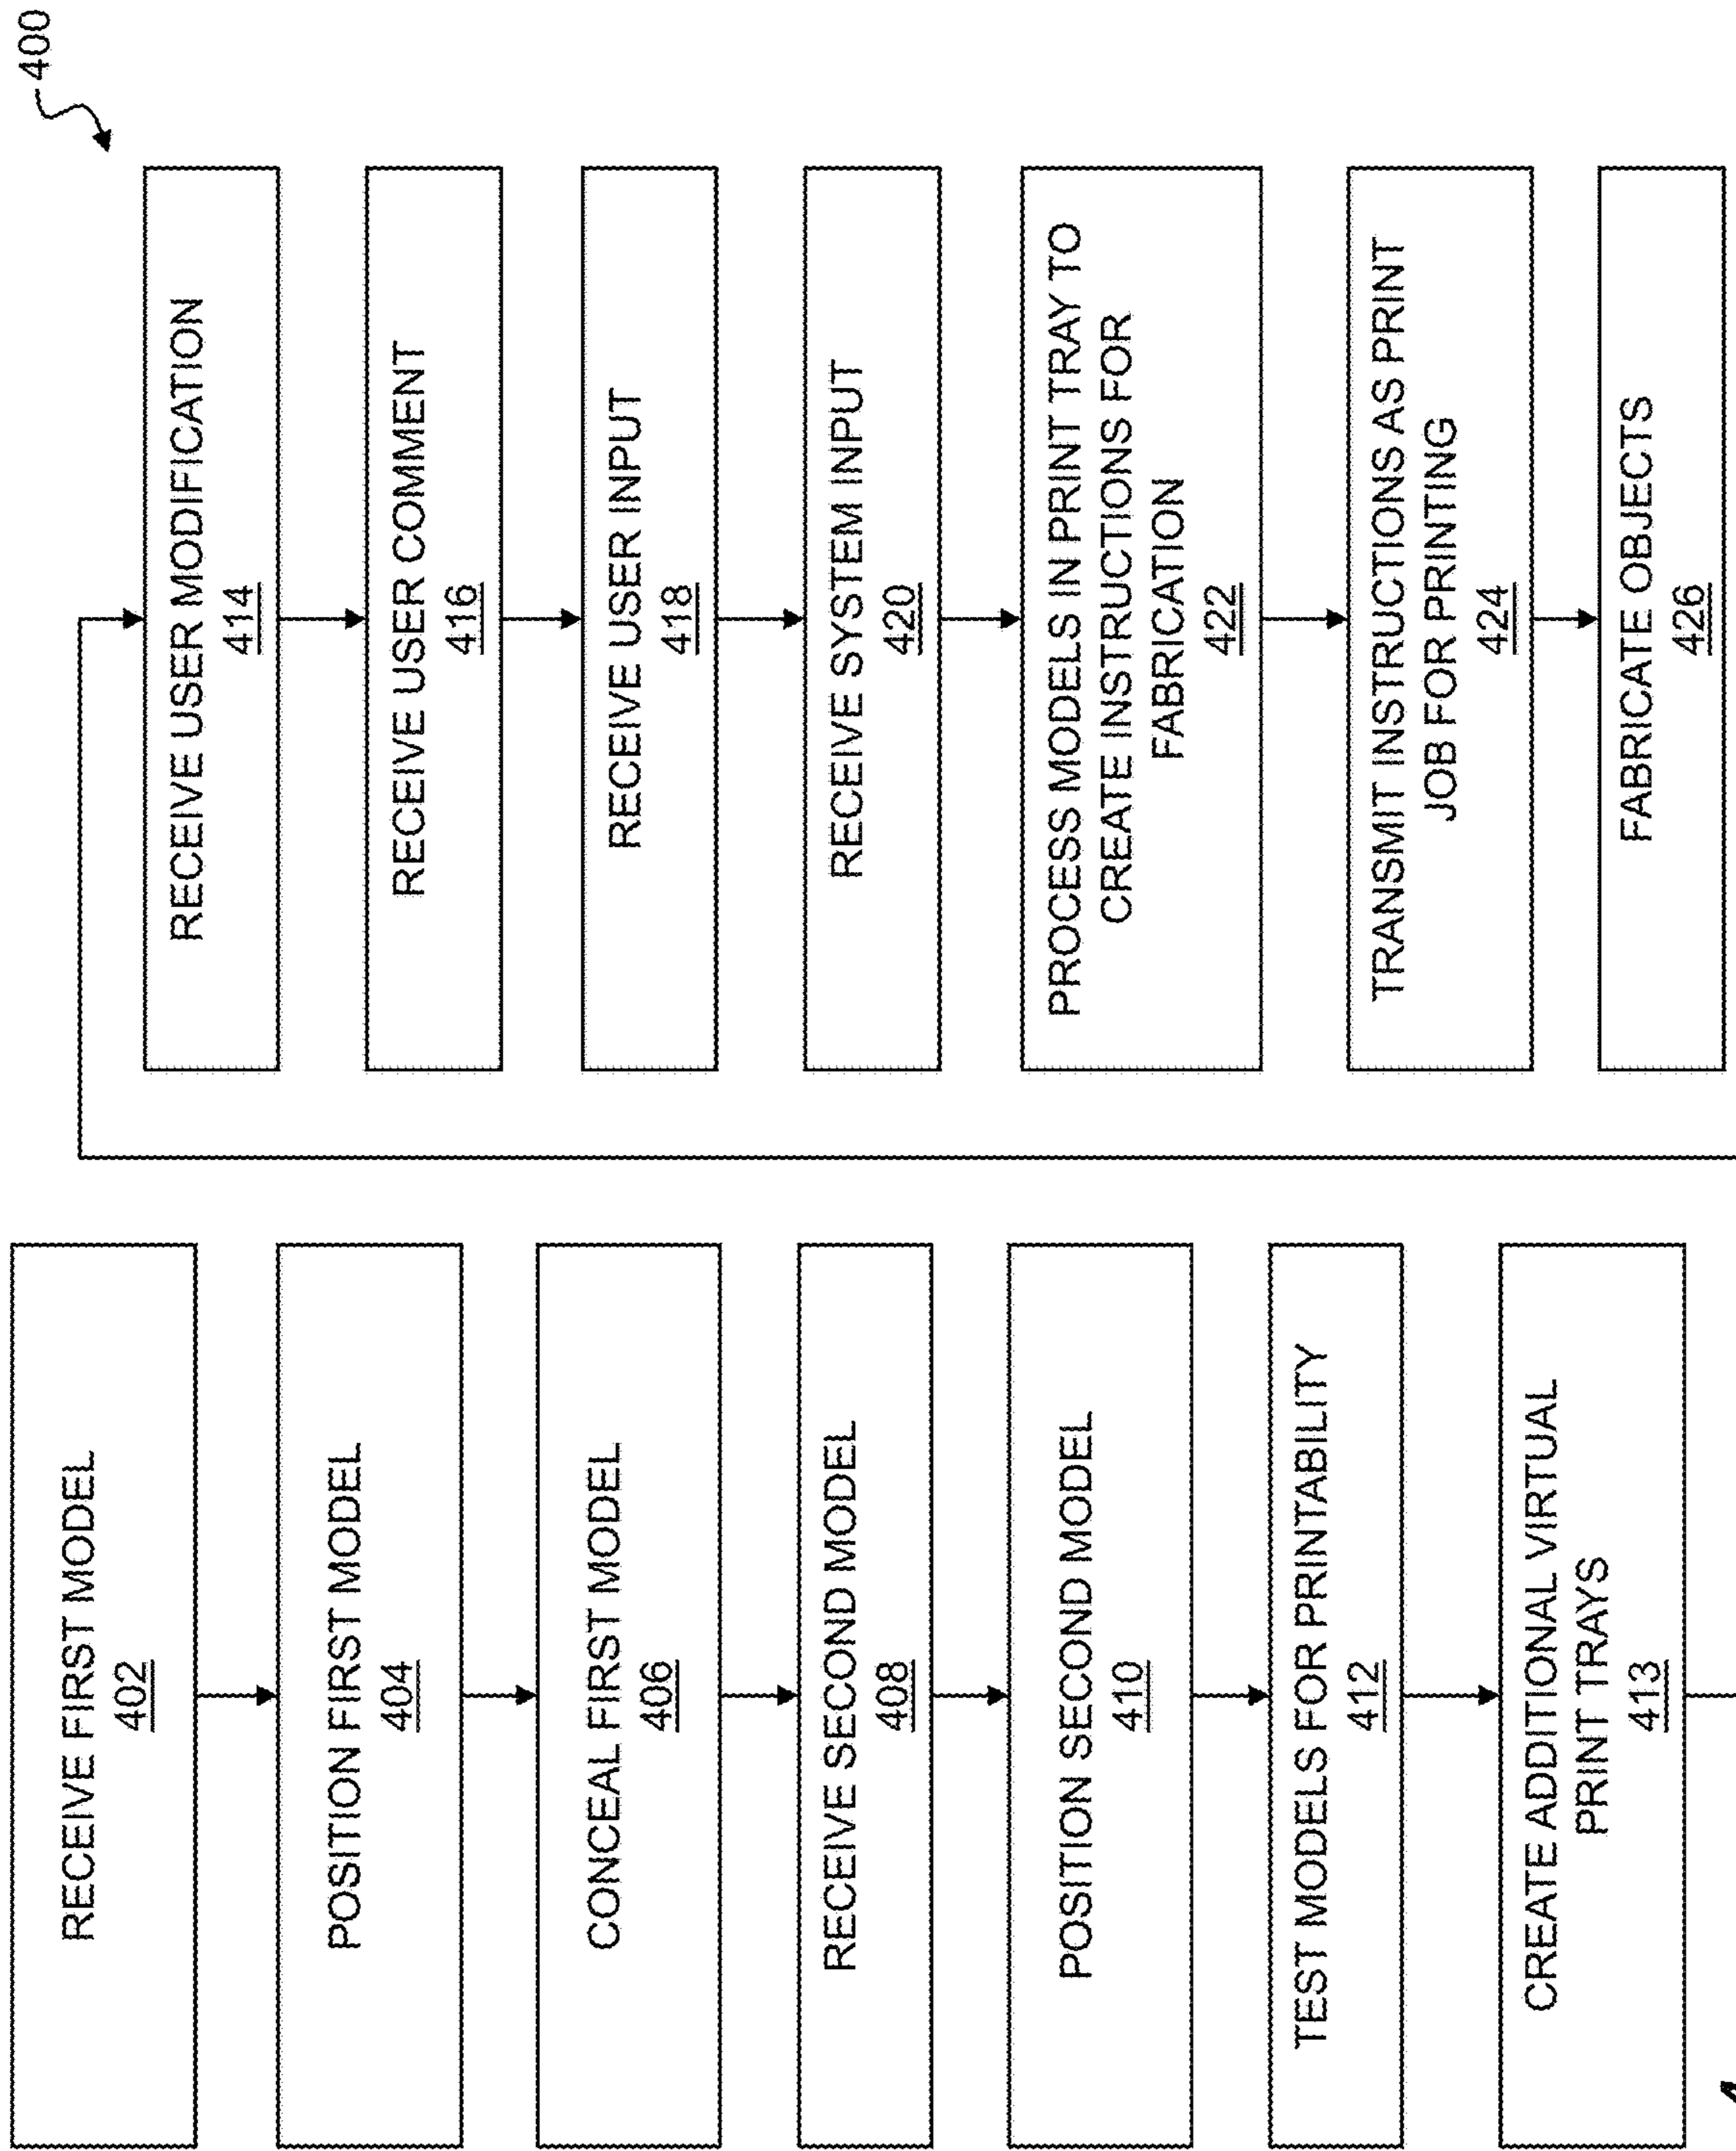 400
RECEIVE FIRST MODEL
402
POSITION FIRST MODEL
404
CONCEAL FIRST MODEL
406
RECEIVE SECOND MODEL
408
POSITION SECOND MODEL
410
TEST MODELS FOR PRINTABILITY
412
CREATE ADDITIONAL VIRTUAL
PRINT TRAYS
413
RECEIVE USER MODIFICATION
414
RECEIVE USER COMMENT
416
RECEIVE USER INPUT
418
RECEIVE SYSTEM INPUT
420
PROCESS MODELS IN PRINT TRAY TO
CREATE INSTRUCTIONS FOR
FABRICATION
422
TRANSMIT INSTRUCTIONS AS PRINT
JOB FOR PRINTING
424
FABRICATE OBJECTS
426